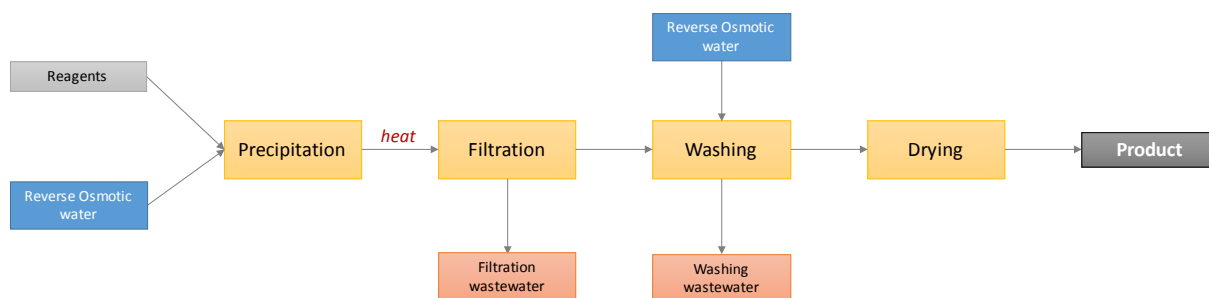 Reverse Osmotic
water
Reagents
Precipitation
heat
Filtration
Washing
Drying
Product
Reverse Osmotic
water
Filtration
wastewater
Washing
wastewater